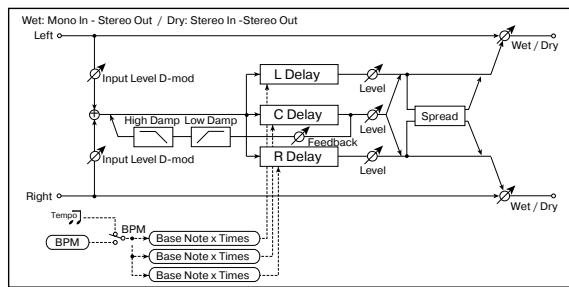 Wet: Mono In - Stereo Out / Dry: Stereo In -Stereo Out
Left
Wet / Dry
Input Level D-mod
L Delay
Level
High Damp
Low Damp
C Delay
Level
Spread
Feedback
Input Level D-mod
R Delay
Level
Right
Wet / Dry
Tempo
BPM
BPM
Base Note x Times
Base Note x Times
Base Note x Times